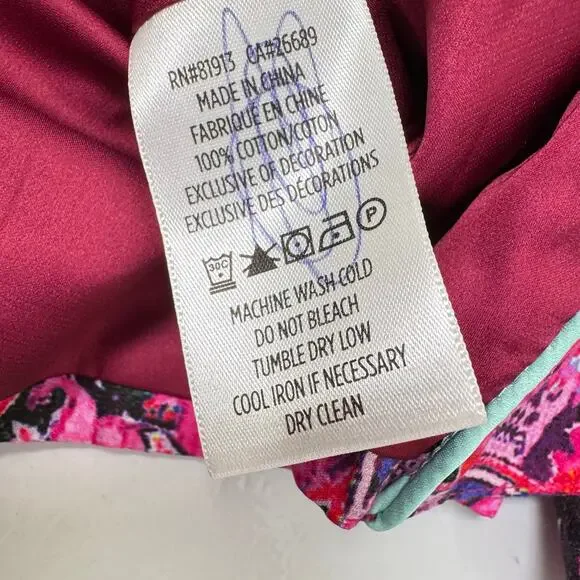 RN#81913 CA#26689
MADE IN CHINA
FABRIQUÉ EN CHINE
100% COTTON/COTON
EXCLUSIVE OF DECORATION
EXCLUSIVE DES DÉCORATIONS
30C P
MACHINE WASH COLD
DO NOT BLEACH
TUMBLE DRY LOW
COOL IRON IF NECESSARY
DRY CLEAN